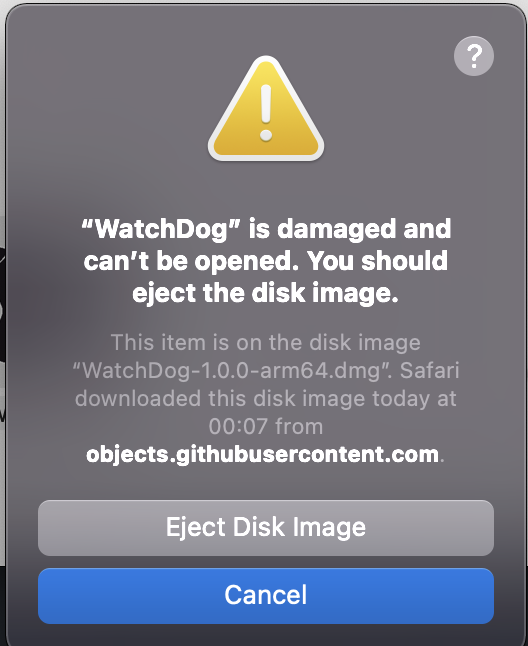 ?
“WatchDog” is damaged and
can’t be opened. You should
eject the disk image.
This item is on the disk image
“WatchDog-1.0.0-arm64.dmg”. Safari
downloaded this disk image today at
00:07 from
objects.githubusercontent.com.
Eject Disk Image
Cancel